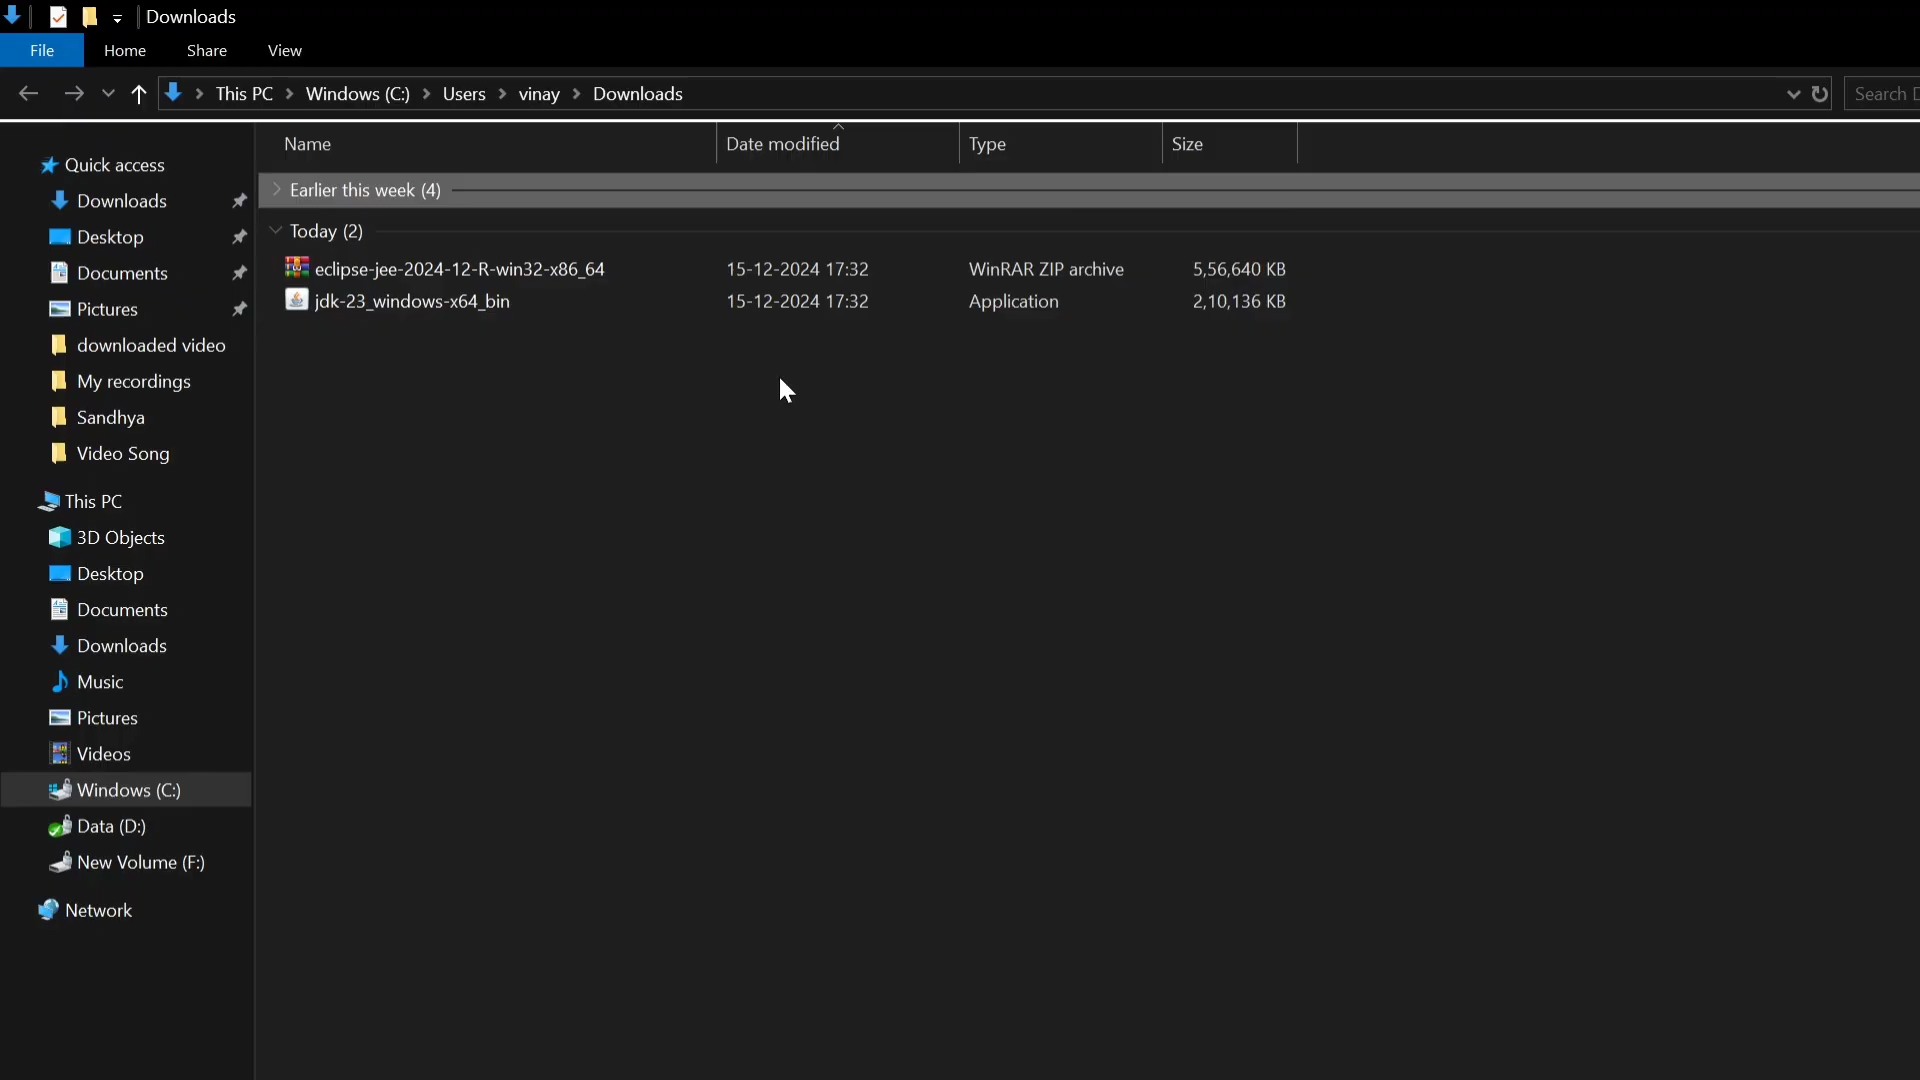 Downloads
File Home Share View
This PC > Windows (C:) > Users > vinay > Downloads
Search D
Name Date modified Type Size
Quick access
Downloads
Desktop
Documents
Pictures
downloaded video
My recordings
Sandhya
Video Song
This PC
3D Objects
Desktop
Documents
Downloads
Music
Pictures
Videos
Windows (C:)
Data (D:)
New Volume (F:)
Network
Earlier this week (4)
Today (2)
eclipse-jee-2024-12-R-win32-x86_64 15-12-2024 17:32 WinRAR ZIP archive 5,56,640 KB
jdk-23_windows-x64_bin 15-12-2024 17:32 Application 2,10,136 KB